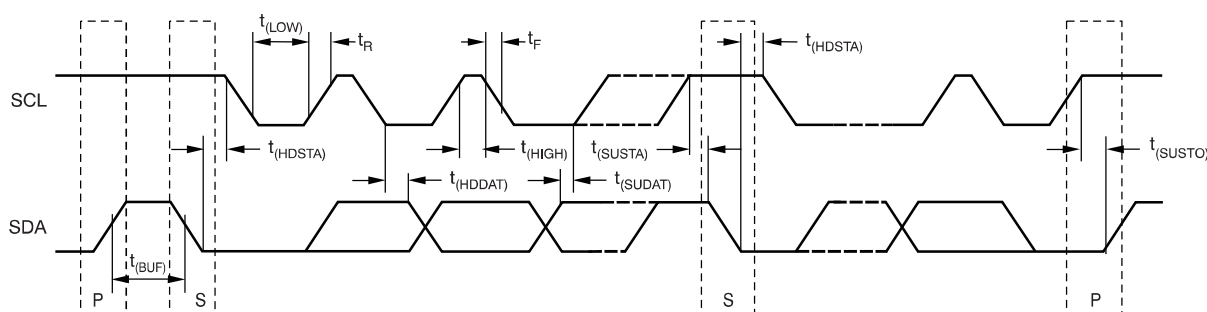 t(LOW)
tR
tF
t(HDSTA)
SCL
t(HDSTA)
t(HIGH)
t(SUSTA)
t(SUSTO)
t(HDDAT)
t(SUDAT)
SDA
t(BUF)
P
S
S
P